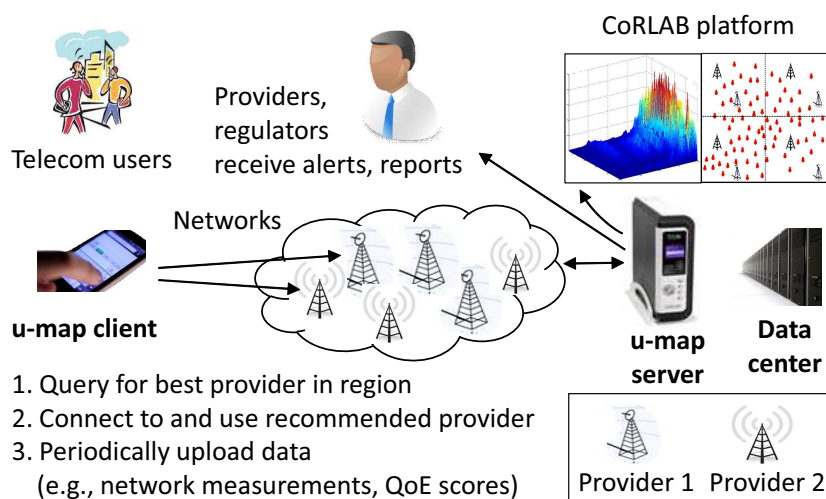 CoRLAB platform
Providers,
regulators
receive alerts, reports
Telecom users
Networks
u-map client
u-map
server
Data
center
1. Query for best provider in region
2. Connect to and use recommended provider
3. Periodically upload data
(e.g., network measurements, QoE scores)
Provider 1
Provider 2